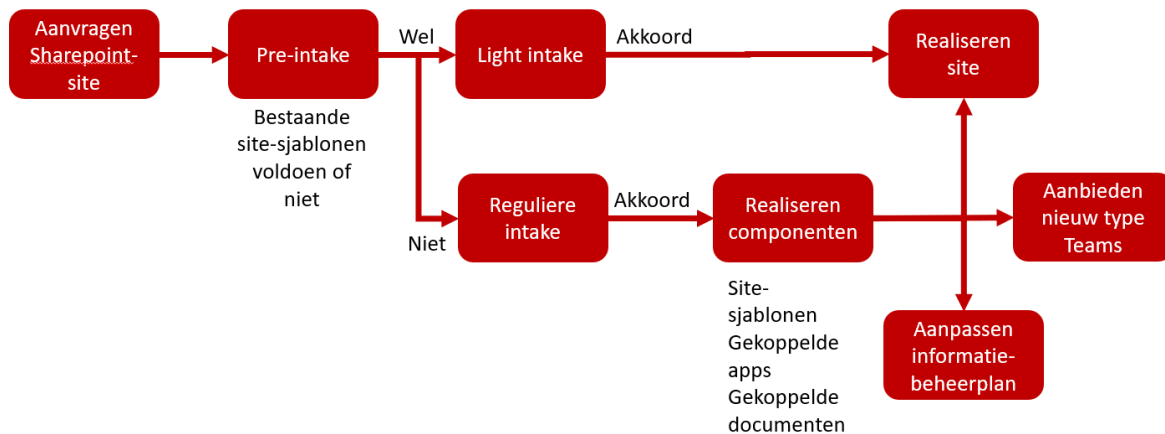 Aanvragen
Sharepoint-
site
Pre-intake
Bestaande
site-sjablonen
voldoen of
niet
Wel
Light intake
Akkoord
Realiseren
site
Niet
Reguliere
intake
Akkoord
Realiseren
componenten
Site-
sjablonen
Gekoppelde
apps
Gekoppelde
documenten
Aanbieden
nieuw type
Teams
Aanpassen
informatie-
beheerplan